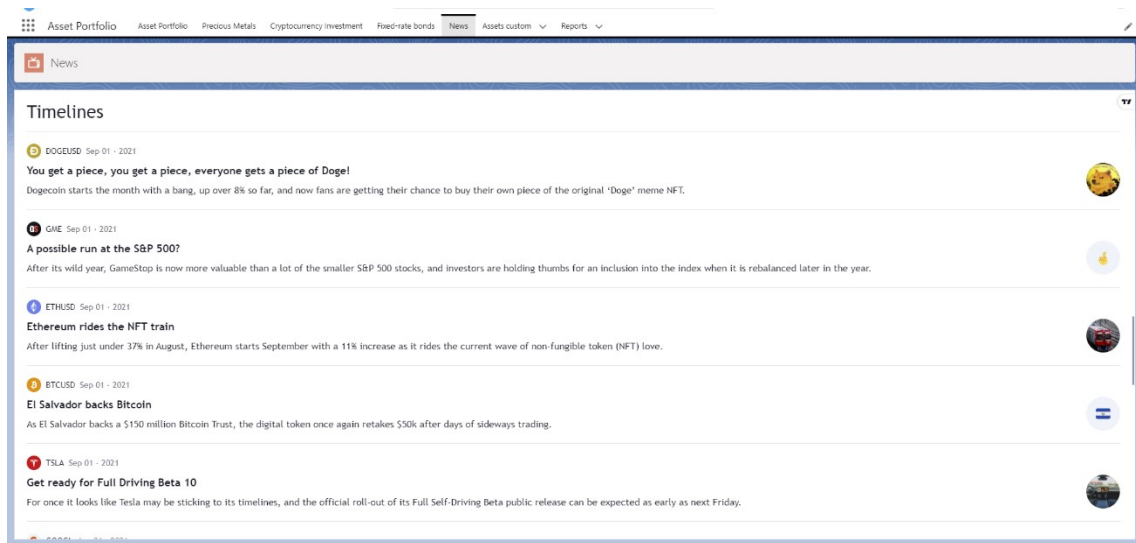 Asset Portfolio Asset Portfolio Precious Metals Cryptocurrency Investment Fixed-rate bonds News Assets custom Reports
News
Timelines
DOGEUSD Sep 01 · 2021
You get a piece, you get a piece, everyone gets a piece of Doge!
Dogecoin starts the month with a bang, up over 8% so far, and now fans are getting their chance to buy their own piece of the original ‘Doge’ meme NFT.
GME Sep 01 · 2021
A possible run at the S&P 500?
After its wild year, GameStop is now more valuable than a lot of the smaller S&P 500 stocks, and investors are holding thumbs for an inclusion into the index when it is rebalanced later in the year.
ETHUSD Sep 01 · 2021
Ethereum rides the NFT train
After lifting just under 37% in August, Ethereum starts September with a 11% increase as it rides the current wave of non-fungible token (NFT) love.
BTCUSD Sep 01 · 2021
El Salvador backs Bitcoin
As El Salvador backs a $150 million Bitcoin Trust, the digital token once again retakes $50k after days of sideways trading.
TSLA Sep 01 · 2021
Get ready for Full Driving Beta 10
For once it looks like Tesla may be sticking to its timelines, and the official roll-out of its Full Self-Driving Beta public release can be expected as early as next Friday.